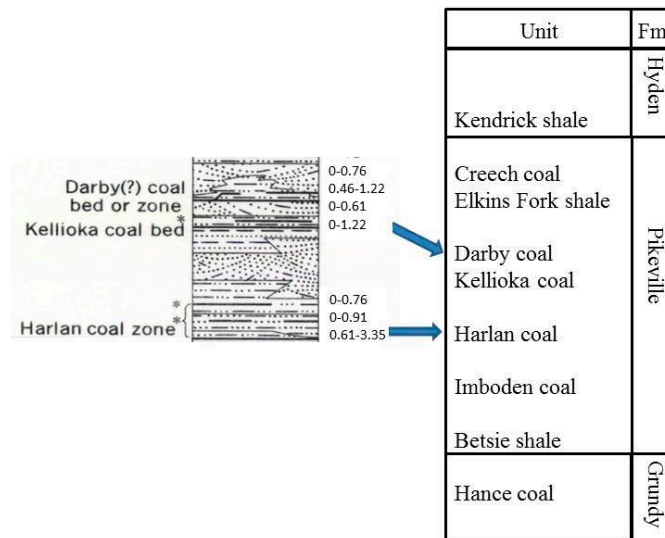 Darby(?) coal
bed or zone
Kellioka coal bed
*
Harlan coal zone
*
*
0-0.76
0.46-1.22
0-0.61
0-1.22
0-0.76
0-0.91
0.61-3.35
Unit Fm
Kendrick shale
Hyden
Creech coal
Elkins Fork shale
Darby coal
Kellioka coal
Harlan coal
Imboden coal
Betsie shale
Pikeville
Hance coal
Grundy